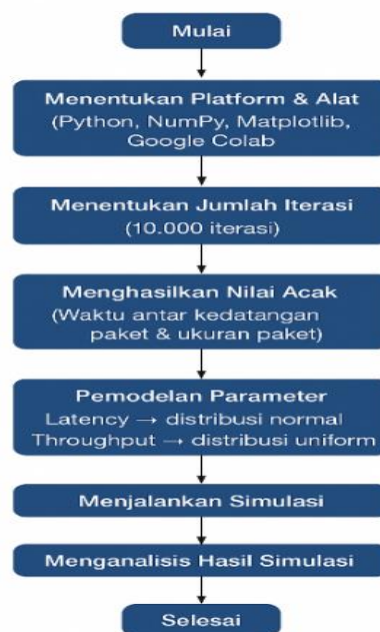 Mulai
Menentukan Platform & Alat
(Python, NumPy, Matplotlib,
Google Colab
Menentukan Jumlah Iterasi
(10.000 iterasi)
Menghasilkan Nilai Acak
(Waktu antar kedatangan
paket & ukuran paket)
Pemodelan Parameter
Latency → distribusi normal
Throughput → distribusi uniform
Menjalankan Simulasi
Menganalisis Hasil Simulasi
Selesai